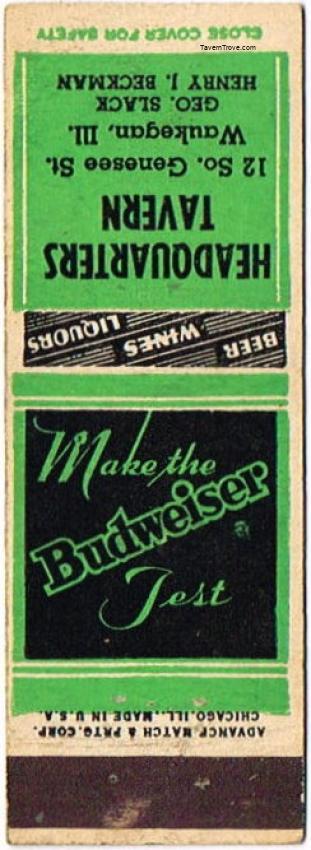 TavernTrove.com
CLOSE COVER FOR SAFETY
HEADQUARTERS
TAVERN
12 So. Genesee St.
Waukegan, Ill.
GEO. SLACK
HENRY J. BECKMAN
BEER WINES LIQUORS
Make the
Budweiser
Test
ADVANCE MATCH & PRTG. CORP.
CHICAGO, ILL., MADE IN U.S.A.